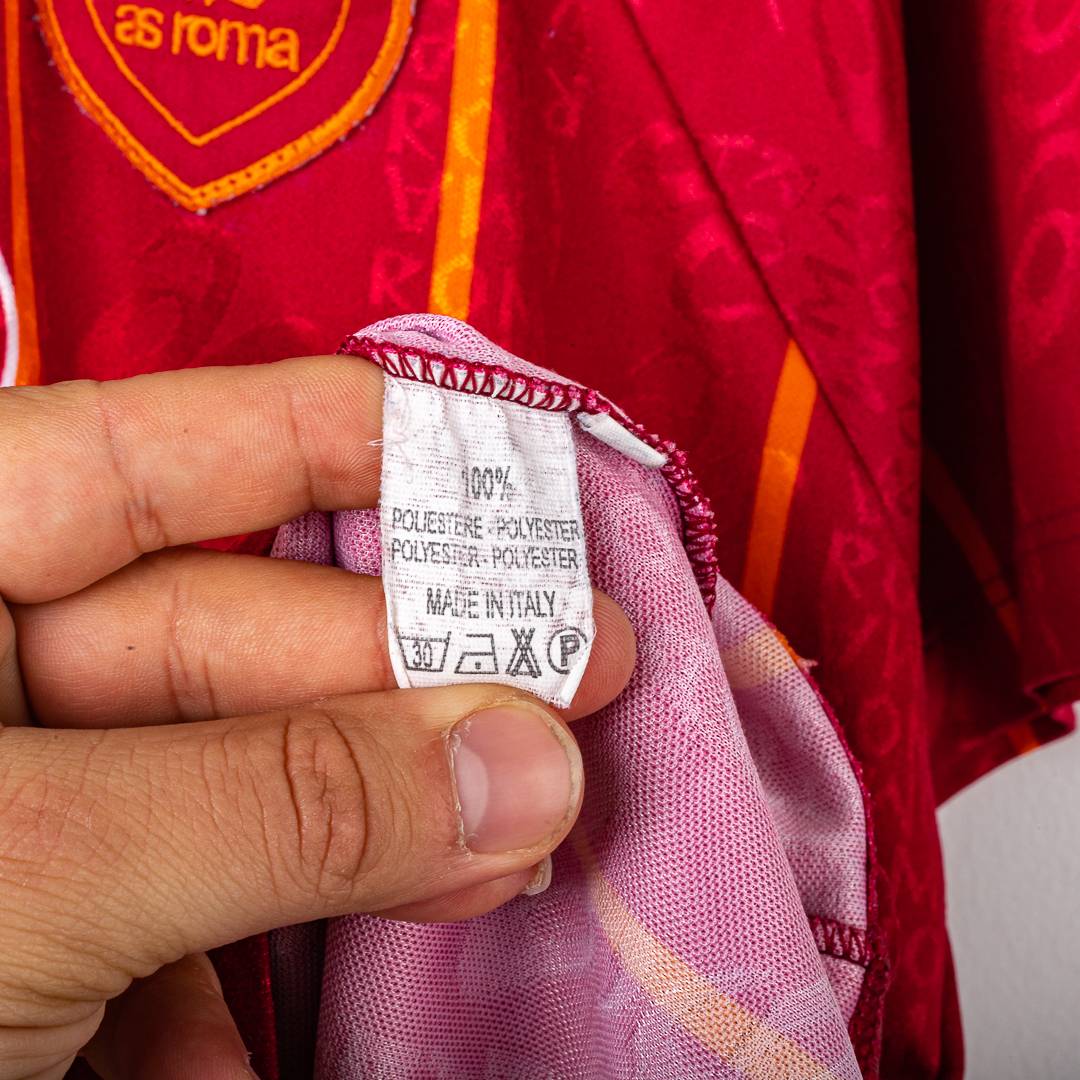 as roma
100%
POLIESTERE - POLYESTER
POLYESTER - POLYESTER
MADE IN ITALY
30 P